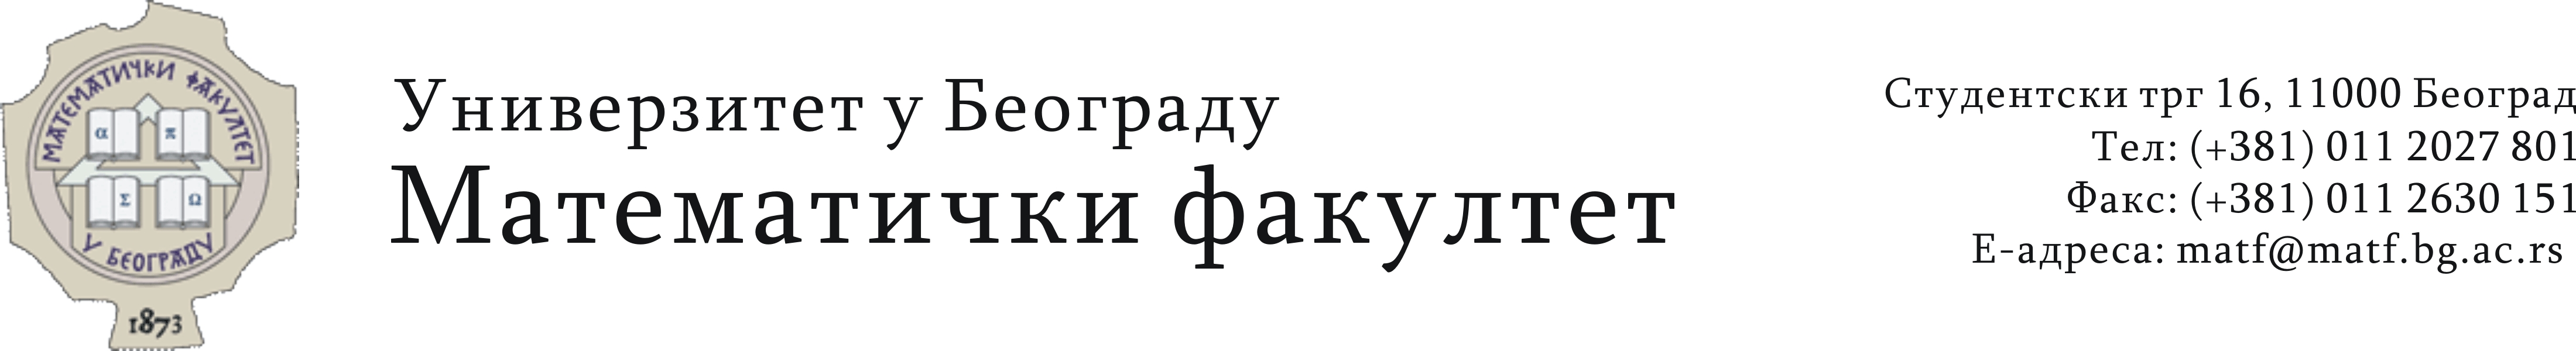 МАТЕМАТИЧКИ ФАКУЛТЕТ
α π
Σ Ω
У БЕОГРАДУ
1873
Универзитет у Београду
Математички факултет
Студентски трг 16, 11000 Београд
Тел: (+381) 011 2027 801
Факс: (+381) 011 2630 151
Е-адреса: matf@matf.bg.ac.rs